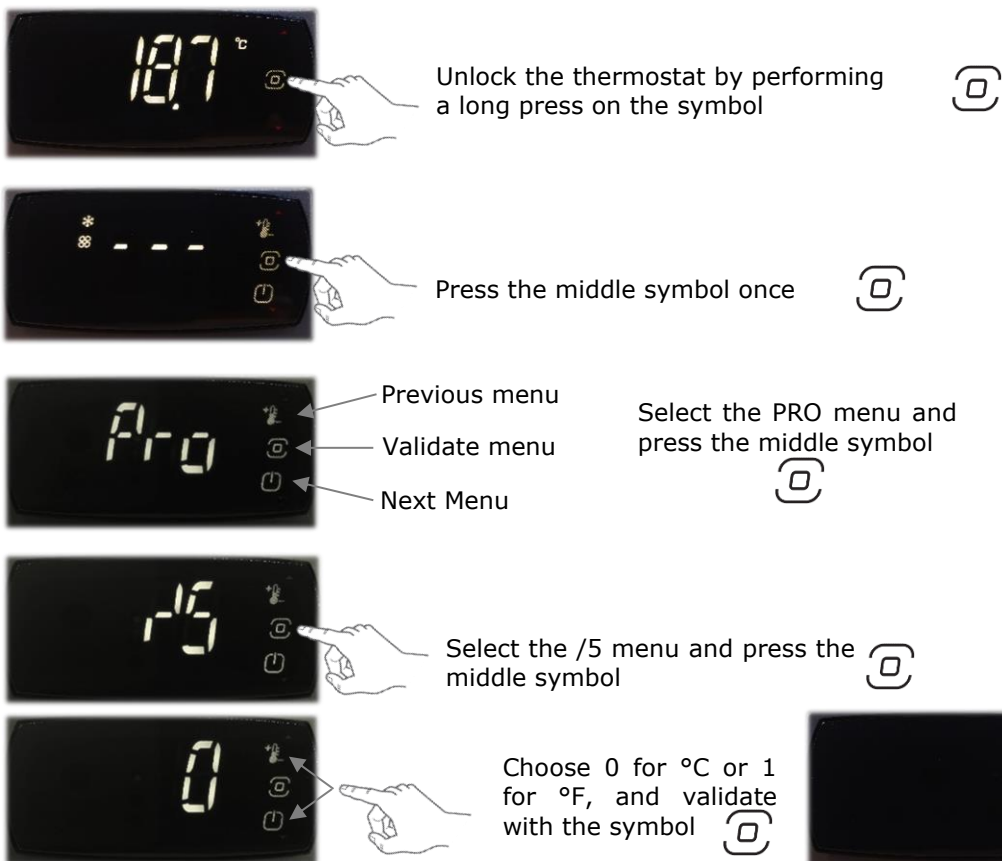 18.7 °C
Unlock the thermostat by performing
a long press on the symbol
- - -
Press the middle symbol once
Pro
Previous menu
Validate menu
Next Menu
Select the PRO menu and
press the middle symbol
r/5
Select the /5 menu and press the
middle symbol
0
Choose 0 for °C or 1
for °F, and validate
with the symbol